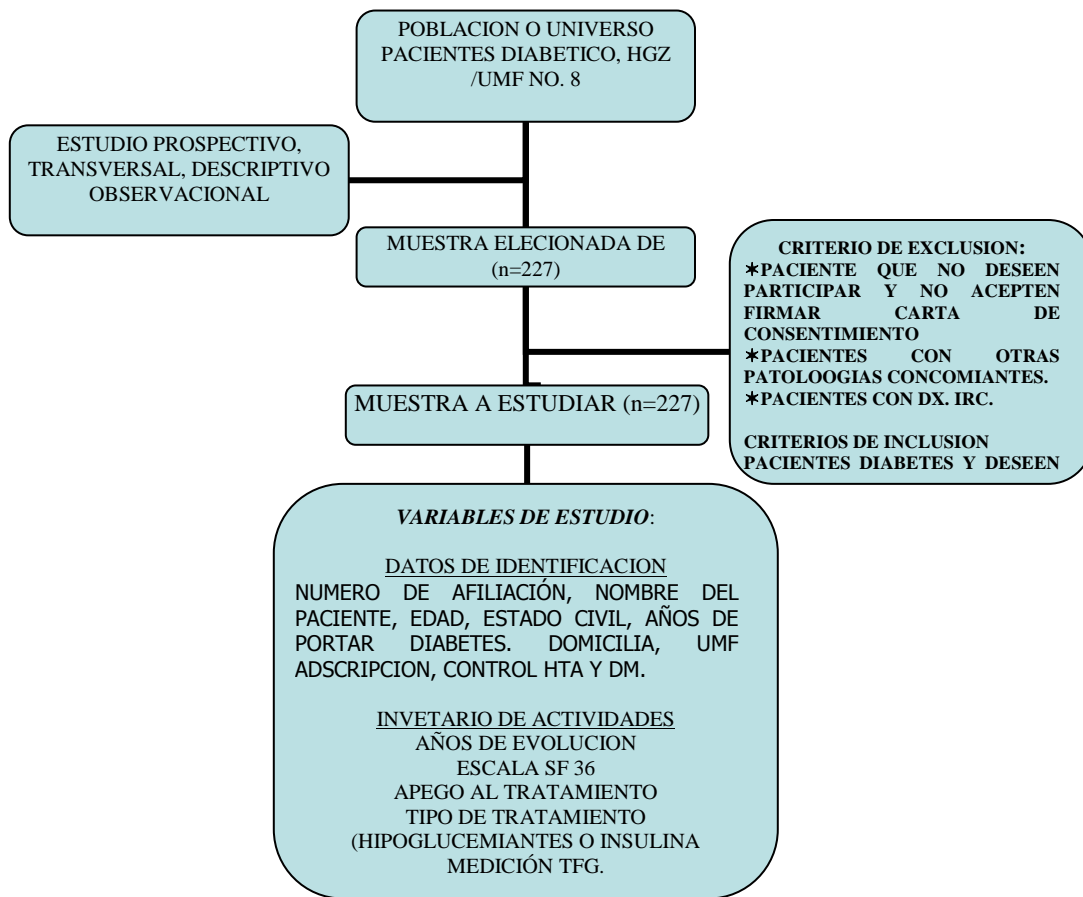 POBLACION O UNIVERSO
PACIENTES DIABETICO, HGZ
/UMF NO. 8
ESTUDIO PROSPECTIVO,
TRANSVERSAL, DESCRIPTIVO
OBSERVACIONAL
MUESTRA ELECIONADA DE
(n=227)
CRITERIO DE EXCLUSION:
∗PACIENTE QUE NO DESEEN
PARTICIPAR Y NO ACEPTEN
FIRMAR CARTA DE
CONSENTIMIENTO
∗PACIENTES CON OTRAS
PATOLOOGIAS CONCOMIANTES.
∗PACIENTES CON DX. IRC.
CRITERIOS DE INCLUSION
PACIENTES DIABETES Y DESEEN
MUESTRA A ESTUDIAR (n=227)
VARIABLES DE ESTUDIO:
DATOS DE IDENTIFICACION
NUMERO DE AFILIACIÓN, NOMBRE DEL
PACIENTE, EDAD, ESTADO CIVIL, AÑOS DE
PORTAR DIABETES. DOMICILIA, UMF
ADSCRIPCION, CONTROL HTA Y DM.
INVETARIO DE ACTIVIDADES
AÑOS DE EVOLUCION
ESCALA SF 36
APEGO AL TRATAMIENTO
TIPO DE TRATAMIENTO
(HIPOGLUCEMIANTES O INSULINA
MEDICIÓN TFG.